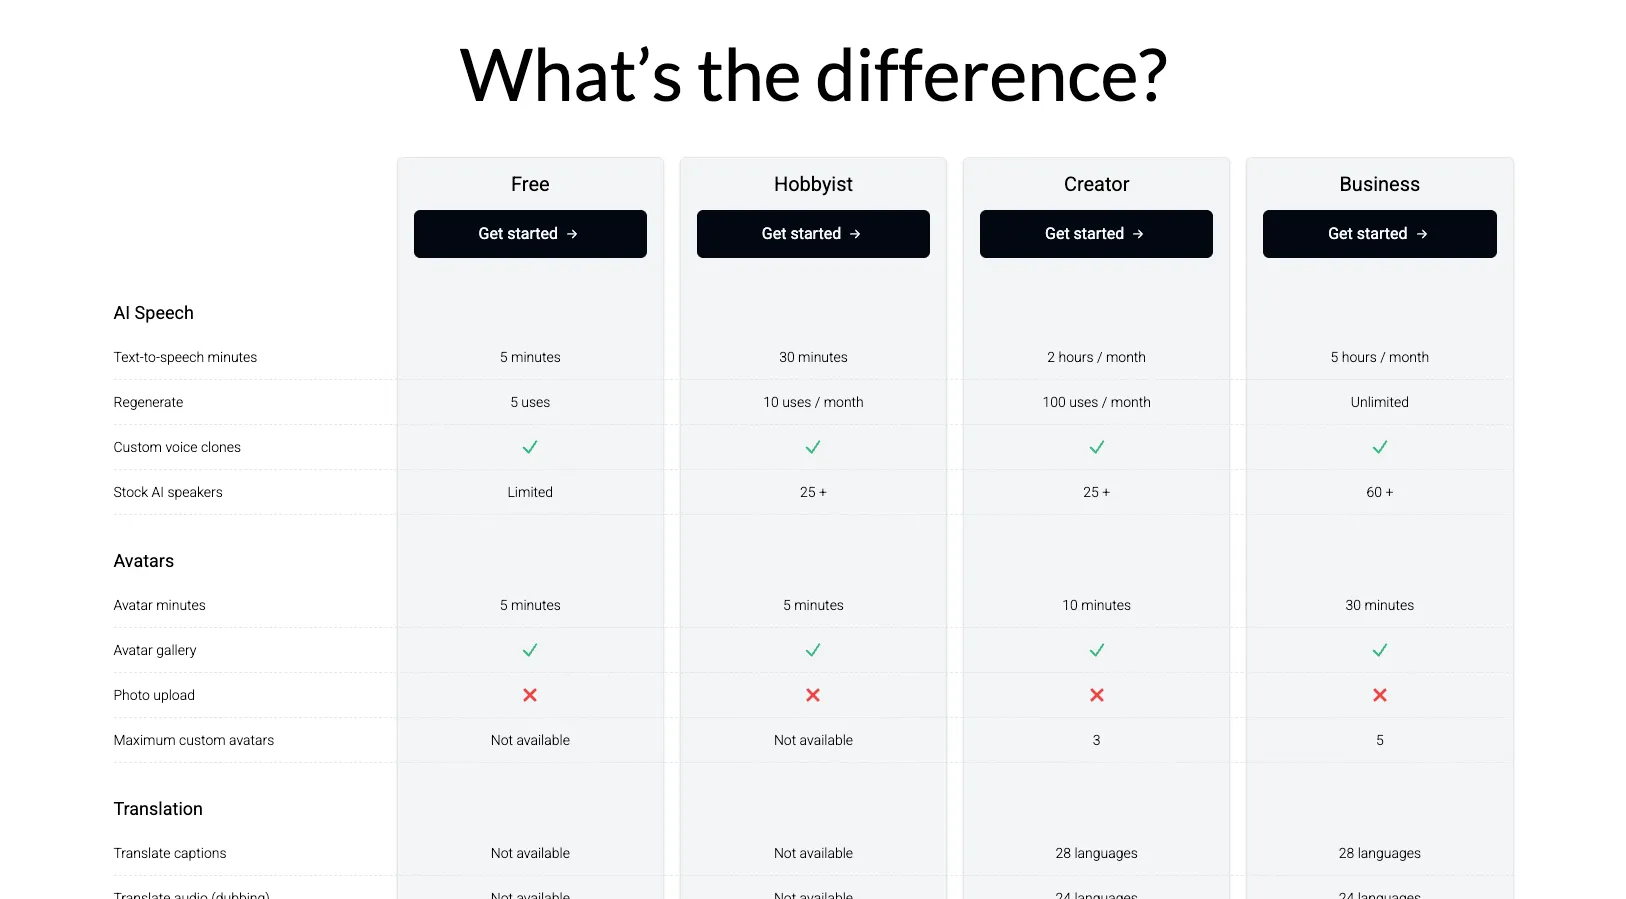 What’s the difference?
Free Hobbyist Creator Business
Get started → Get started → Get started → Get started →
AI Speech
Text-to-speech minutes 5 minutes 30 minutes 2 hours / month 5 hours / month
Regenerate 5 uses 10 uses / month 100 uses / month Unlimited
Custom voice clones
Stock AI speakers Limited 25 + 25 + 60 +
Avatars
Avatar minutes 5 minutes 5 minutes 10 minutes 30 minutes
Avatar gallery
Photo upload
Maximum custom avatars Not available Not available 3 5
Translation
Translate captions Not available Not available 28 languages 28 languages
Translate audio (dubbing) Not available Not available 24 languages 24 languages